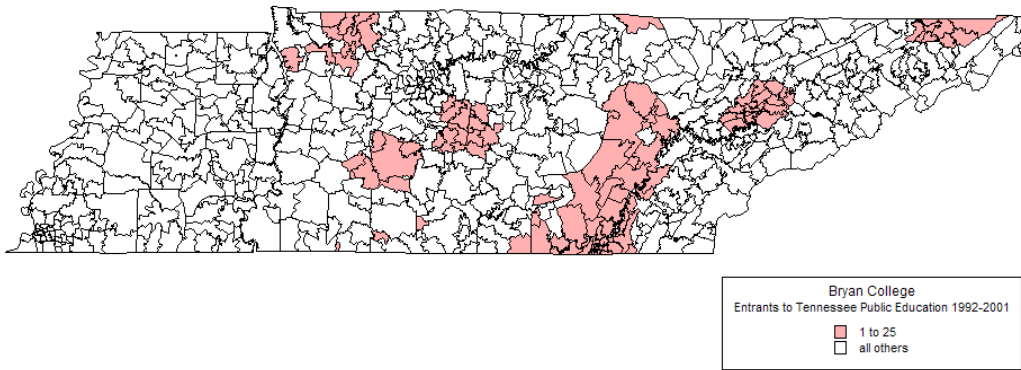 Bryan College
Entrants to Tennessee Public Education 1992-2001
1 to 25
all others